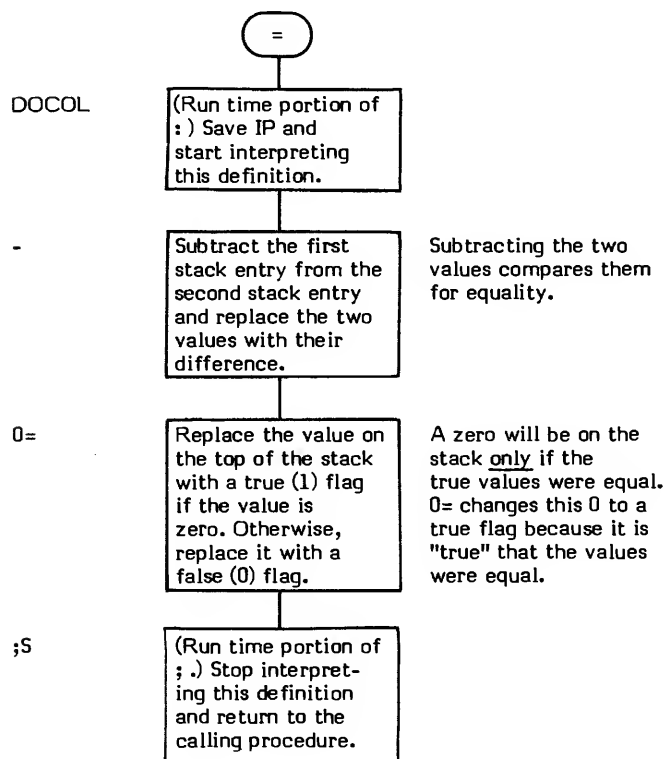 =
DOCOL
(Run time portion of
: ) Save IP and
start interpreting
this definition.
-
Subtract the first
stack entry from the
second stack entry
and replace the two
values with their
difference.
Subtracting the two
values compares them
for equality.
0=
Replace the value on
the top of the stack
with a true (1) flag
if the value is
zero. Otherwise,
replace it with a
false (0) flag.
A zero will be on the
stack only if the
true values were equal.
0= changes this 0 to a
true flag because it is
"true" that the values
were equal.
;S
(Run time portion of
; .) Stop interpret-
ing this definition
and return to the
calling procedure.